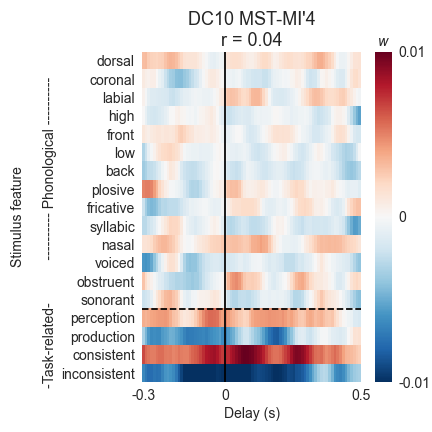 DC10 MST-MI'4
r = 0.04
w
dorsal
coronal
labial
high
front
low
back
plosive
fricative
syllabic
nasal
voiced
obstruent
sonorant
perception
production
consistent
inconsistent
Stimulus feature
-Task-related- ---------- Phonological ----------
0.01
0
-0.01
-0.3 0 0.5
Delay (s)